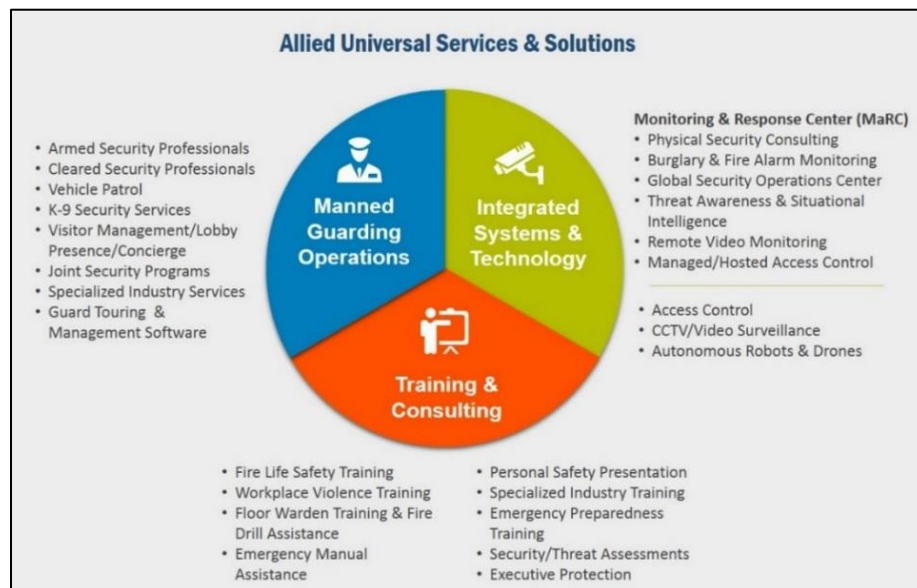 Allied Universal Services & Solutions
• Armed Security Professionals
• Cleared Security Professionals
• Vehicle Patrol
• K-9 Security Services
• Visitor Management/Lobby
Presence/Concierge
• Joint Security Programs
• Specialized Industry Services
• Guard Touring &
Management Software
Manned
Guarding
Operations
Integrated
Systems &
Technology
Monitoring & Response Center (MaRC)
• Physical Security Consulting
• Burglary & Fire Alarm Monitoring
• Global Security Operations Center
• Threat Awareness & Situational
Intelligence
• Remote Video Monitoring
• Managed/Hosted Access Control
• Access Control
• CCTV/Video Surveillance
• Autonomous Robots & Drones
Training &
Consulting
• Fire Life Safety Training
• Workplace Violence Training
• Floor Warden Training & Fire
Drill Assistance
• Emergency Manual
Assistance
• Personal Safety Presentation
• Specialized Industry Training
• Emergency Preparedness
Training
• Security/Threat Assessments
• Executive Protection